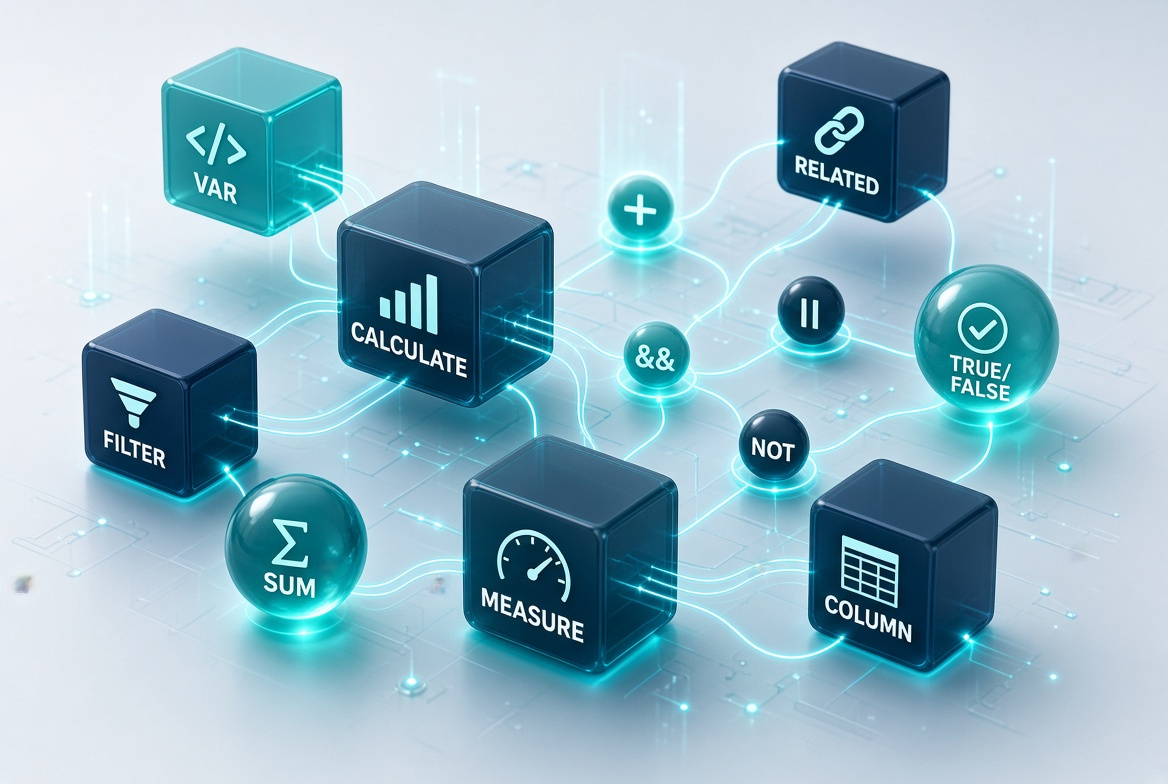 </>
VAR
RELATED
+
CALCULATE
||
&&
TRUE/
FALSE
FILTER
NOT
Σ
SUM
MEASURE
COLUMN